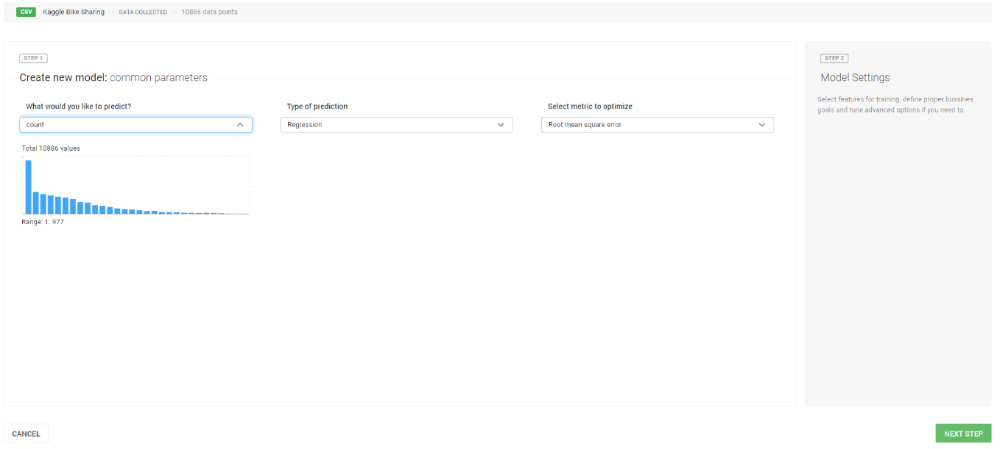 CSV Kaggle Bike Sharing · DATA COLLECTED · 10886 data points
STEP 1
Create new model: common parameters
What would you like to predict?
count
Total 10886 values
Range: 1..977
Type of prediction
Regression
Select metric to optimize
Root mean square error
STEP 2
Model Settings
Select features for training, define proper bussines
goals and tune advanced options if you need to.
CANCEL
NEXT STEP